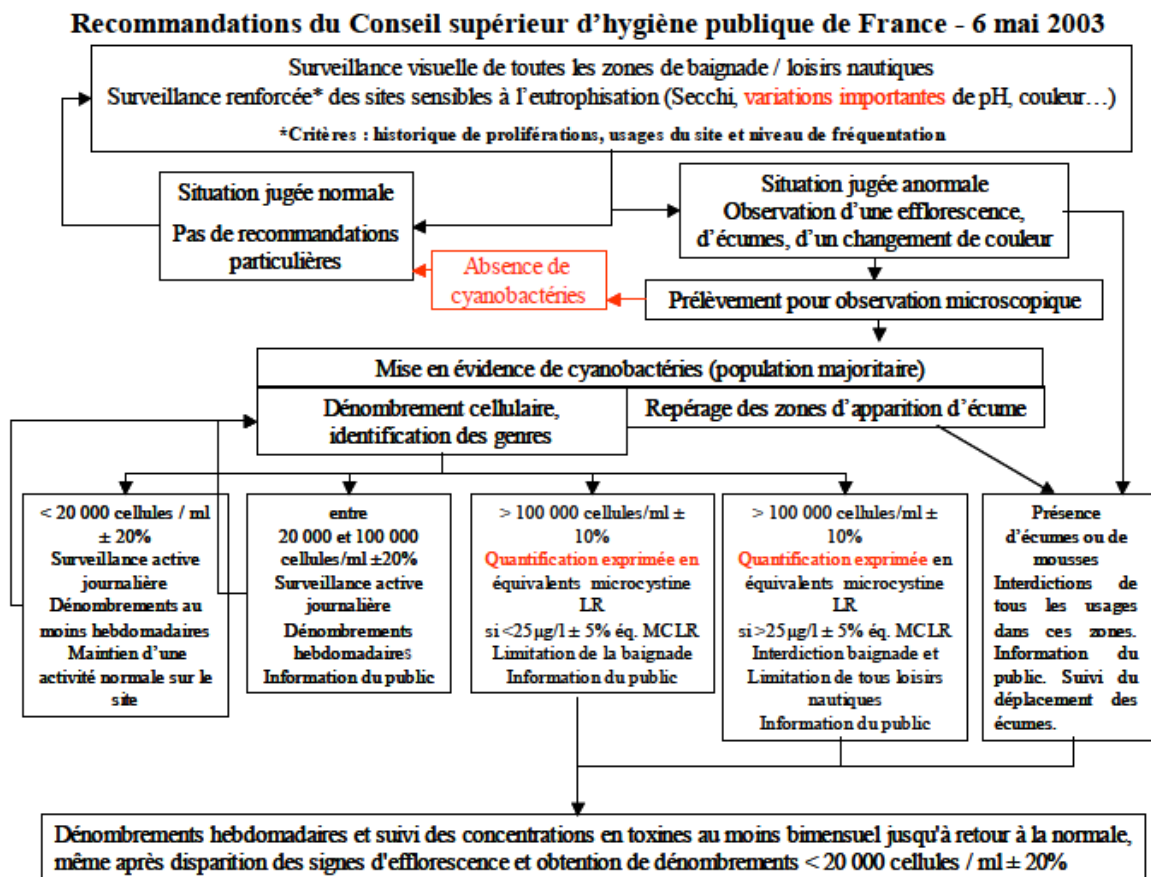 Recommandations du Conseil supérieur d'hygiène publique de France - 6 mai 2003
Surveillance visuelle de toutes les zones de baignade / loisirs nautiques
Surveillance renforcée* des sites sensibles à l'eutrophisation (Secchi, variations importantes de pH, couleur…)
*Critères : historique de proliférations, usages du site et niveau de fréquentation
Situation jugée normale
Pas de recommandations
particulières
Situation jugée anormale
Observation d'une efflorescence,
d'écumes, d'un changement de couleur
Absence de
cyanobactéries
Prélèvement pour observation microscopique
Mise en évidence de cyanobactéries (population majoritaire)
Dénombrement cellulaire,
identification des genres
Repérage des zones d'apparition d'écume
< 20 000 cellules / ml
± 20%
Surveillance active
journalière
Dénombrements au
moins hebdomadaires
Maintien d'une
activité normale sur le
site
entre
20 000 et 100 000
cellules/ml ±20%
Surveillance active
journalière
Dénombrements
hebdomadaires
Information du public
> 100 000 cellules/ml ±
10%
Quantification exprimée en
équivalents microcystine
LR
si <25µg/l ± 5% éq. MCLR
Limitation de la baignade
Information du public
> 100 000 cellules/ml ±
10%
Quantification exprimée en
équivalents microcystine
LR
si >25µg/l ± 5% éq. MCLR
Interdiction baignade et
Limitation de tous loisirs
nautiques
Information du public
Présence
d'écumes ou de
mousses
Interdictions de
tous les usages
dans ces zones.
Information du
public. Suivi du
déplacement des
écumes.
Dénombrements hebdomadaires et suivi des concentrations en toxines au moins bimensuel jusqu'à retour à la normale,
même après disparition des signes d'efflorescence et obtention de dénombrements < 20 000 cellules / ml ± 20%